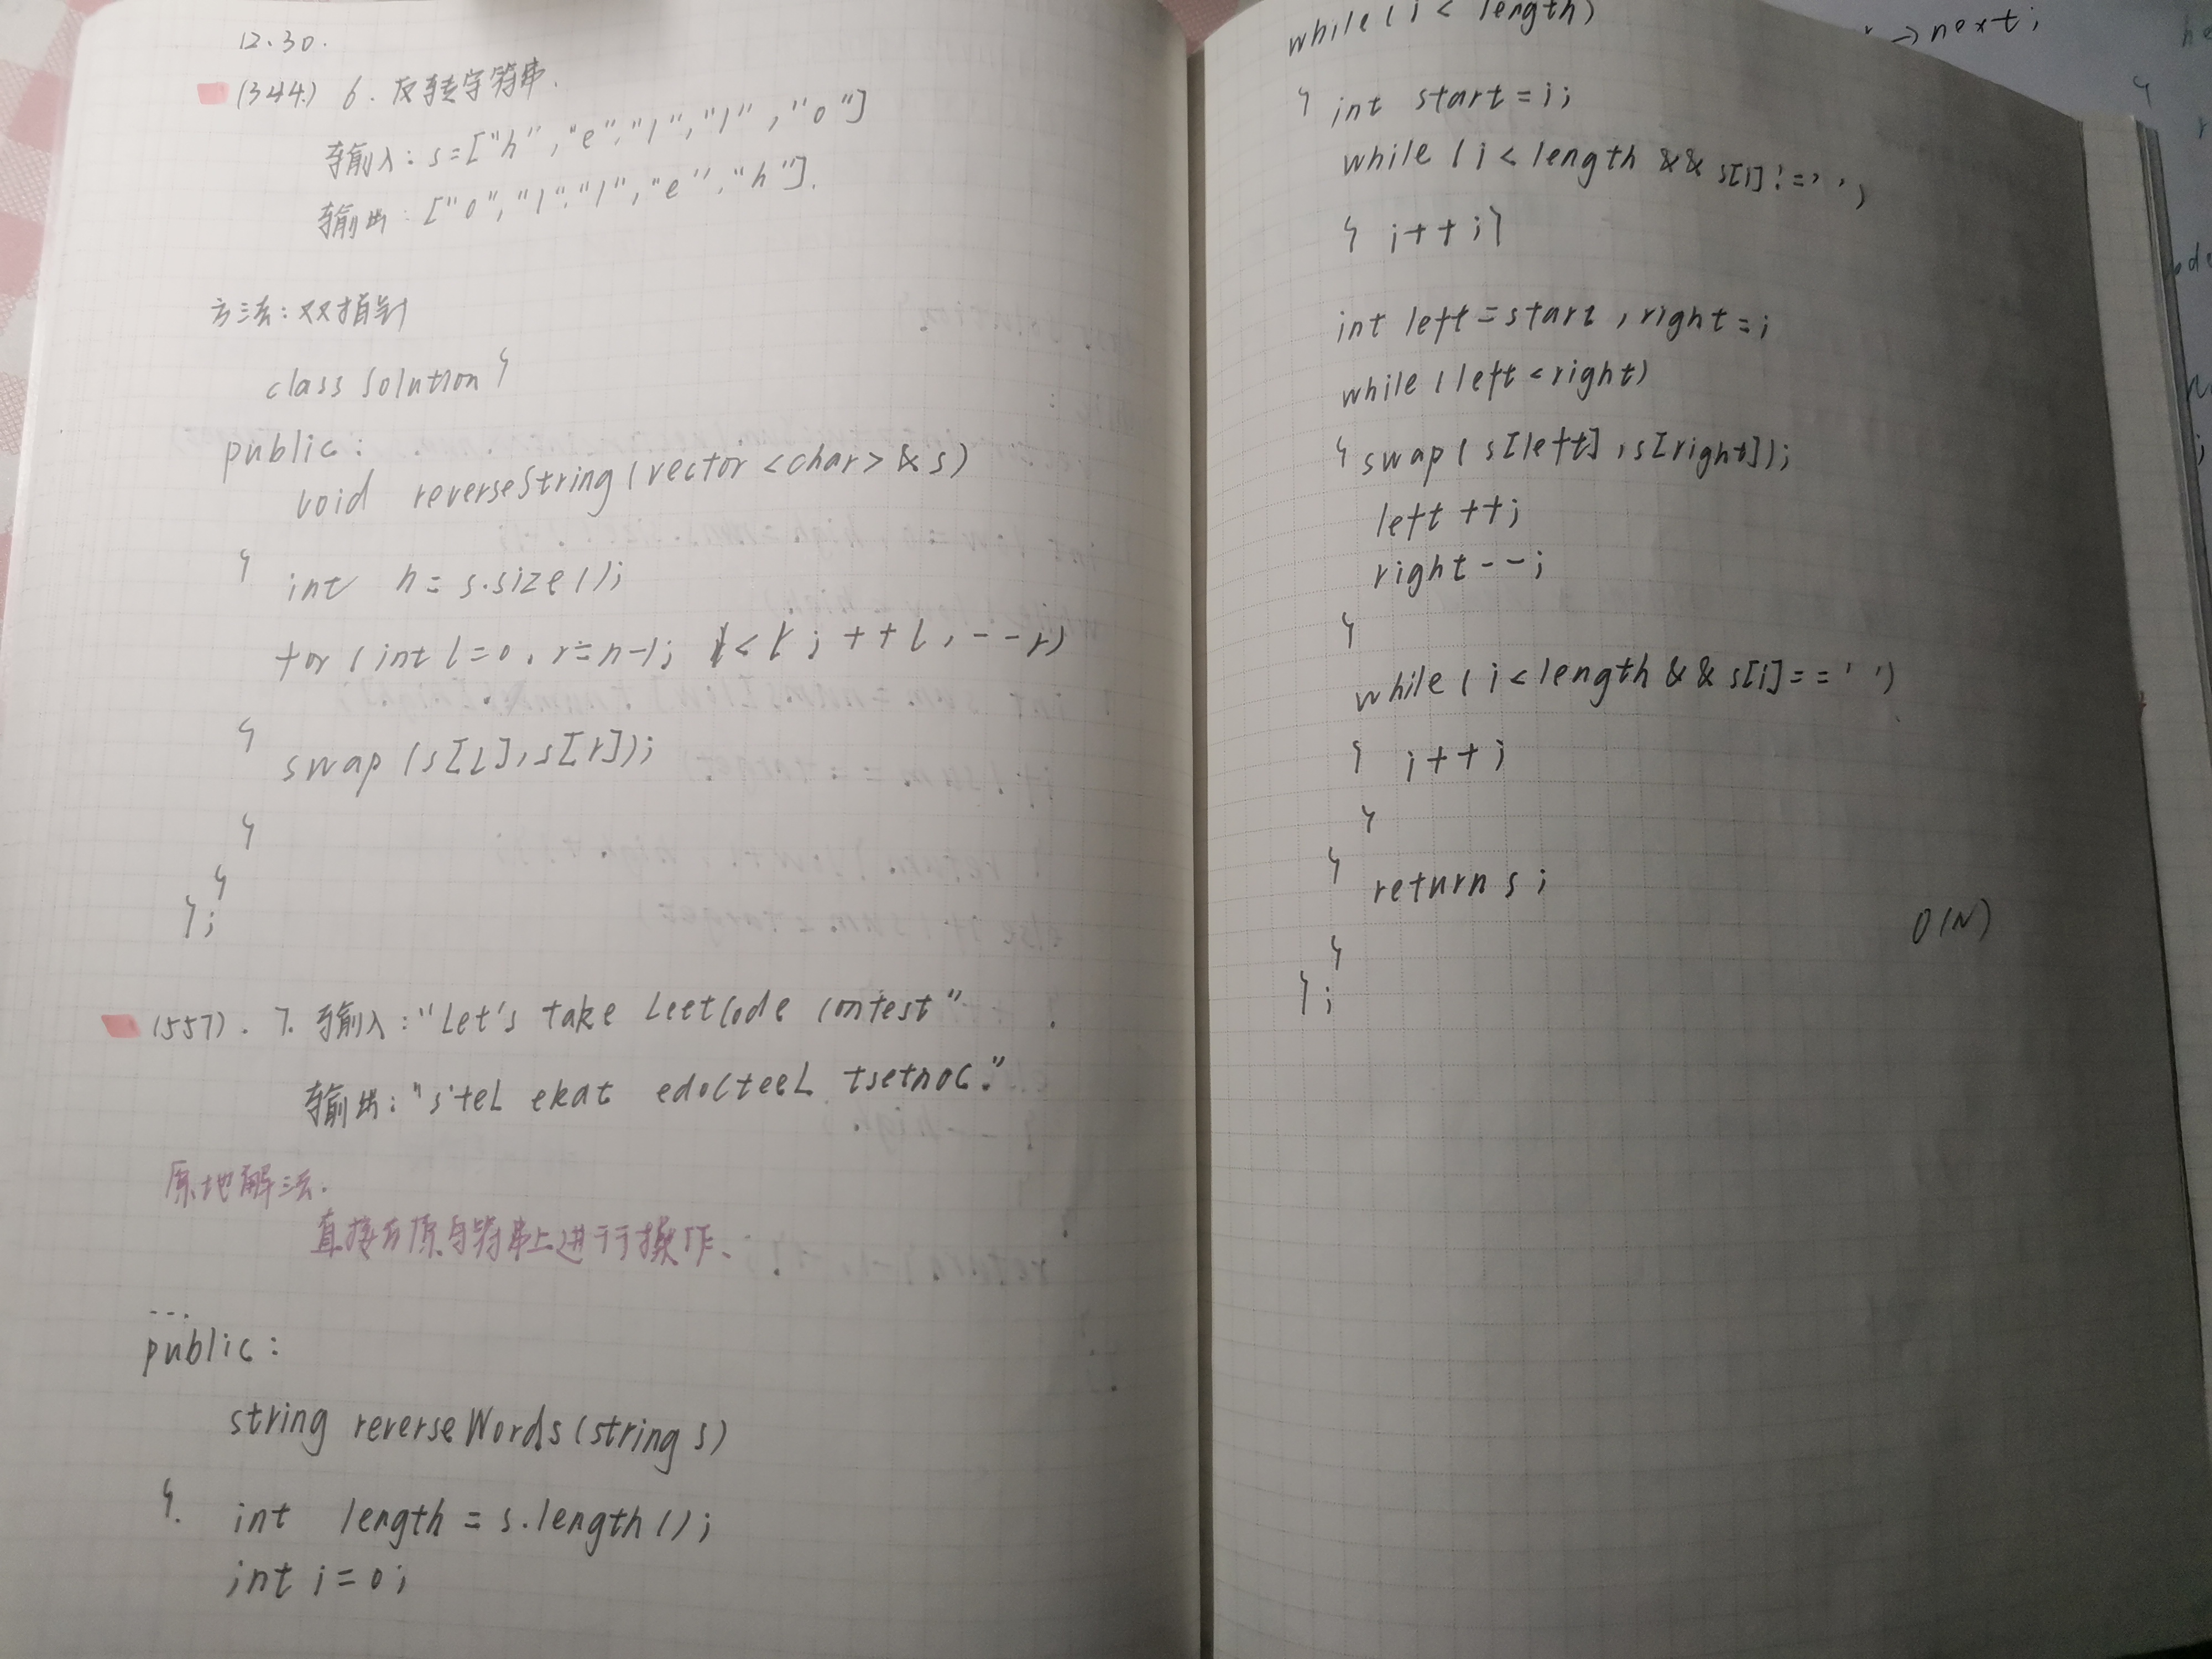 12.30.
(344) 6. 反转字符串.
输入: s=["h","e","l","l","o"]
输出: ["o","l","l","e","h"].
方法: 双指针
class Solution {
public:
void reverseString(vector<char>& s)
{ int n = s.size();
for (int l=0, r=n-1; l<r; ++l, --r)
{ swap(s[l],s[r]);
}
}
};
(557). 7. 输入: "Let's take LeetCode contest"
输出: "s'teL ekat edoCteeL tsetnoc."
原地解法.
直接在原字符串上进行操作、
...
public:
string reverseWords(string s)
{. int length = s.length();
int i=0;
while(i < length)
{ int start=i;
while(i<length && s[i]!=' ')
{ i++;}
int left=start,right=i
while(left<right)
{ swap(s[left],s[right]);
left++;
right--;
}
while(i<length && s[i]==' ')
{ i++;
}
} return s;
O(N)
}
};
->next;